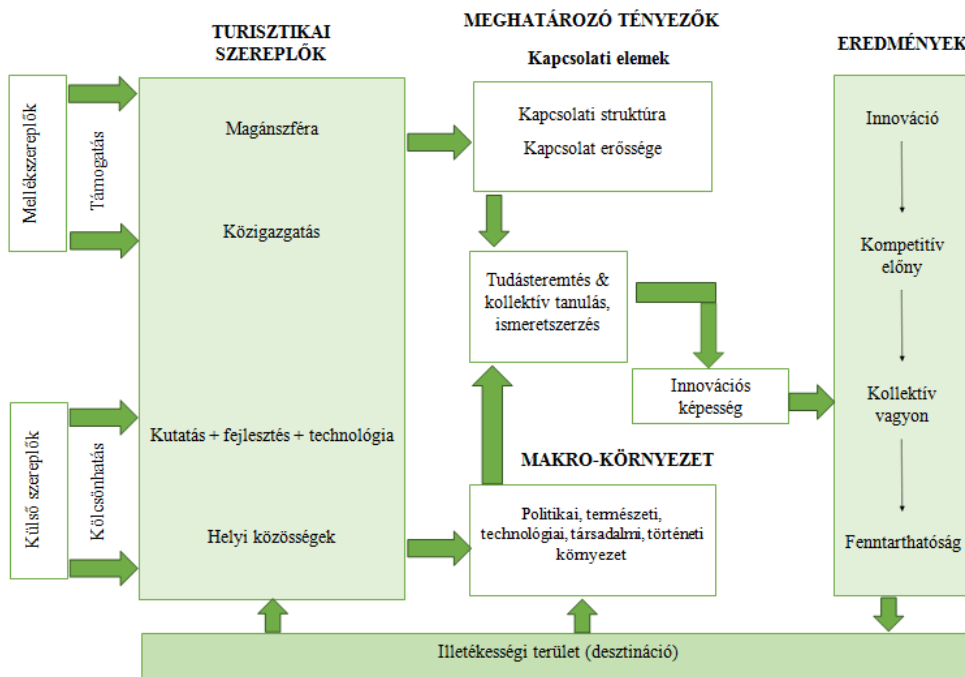 TURISZTIKAI
SZEREPLŐK
MEGHATÁROZÓ TÉNYEZŐK
Kapcsolati elemek
EREDMÉNYEK
Mellékszereplők
Támogatás
Külső szereplők
Kölcsönhatás
Magánszféra
Közigazgatás
Kutatás + fejlesztés + technológia
Helyi közösségek
Kapcsolati struktúra
Kapcsolat erőssége
Tudásteremtés &
kollektív tanulás,
ismeretszerzés
Innovációs
képesség
MAKRO-KÖRNYEZET
Politikai, természeti,
technológiai, társadalmi, történeti
környezet
Innováció
Kompetitív
előny
Kollektív
vagyon
Fenntarthatóság
Illetékességi terület (desztináció)